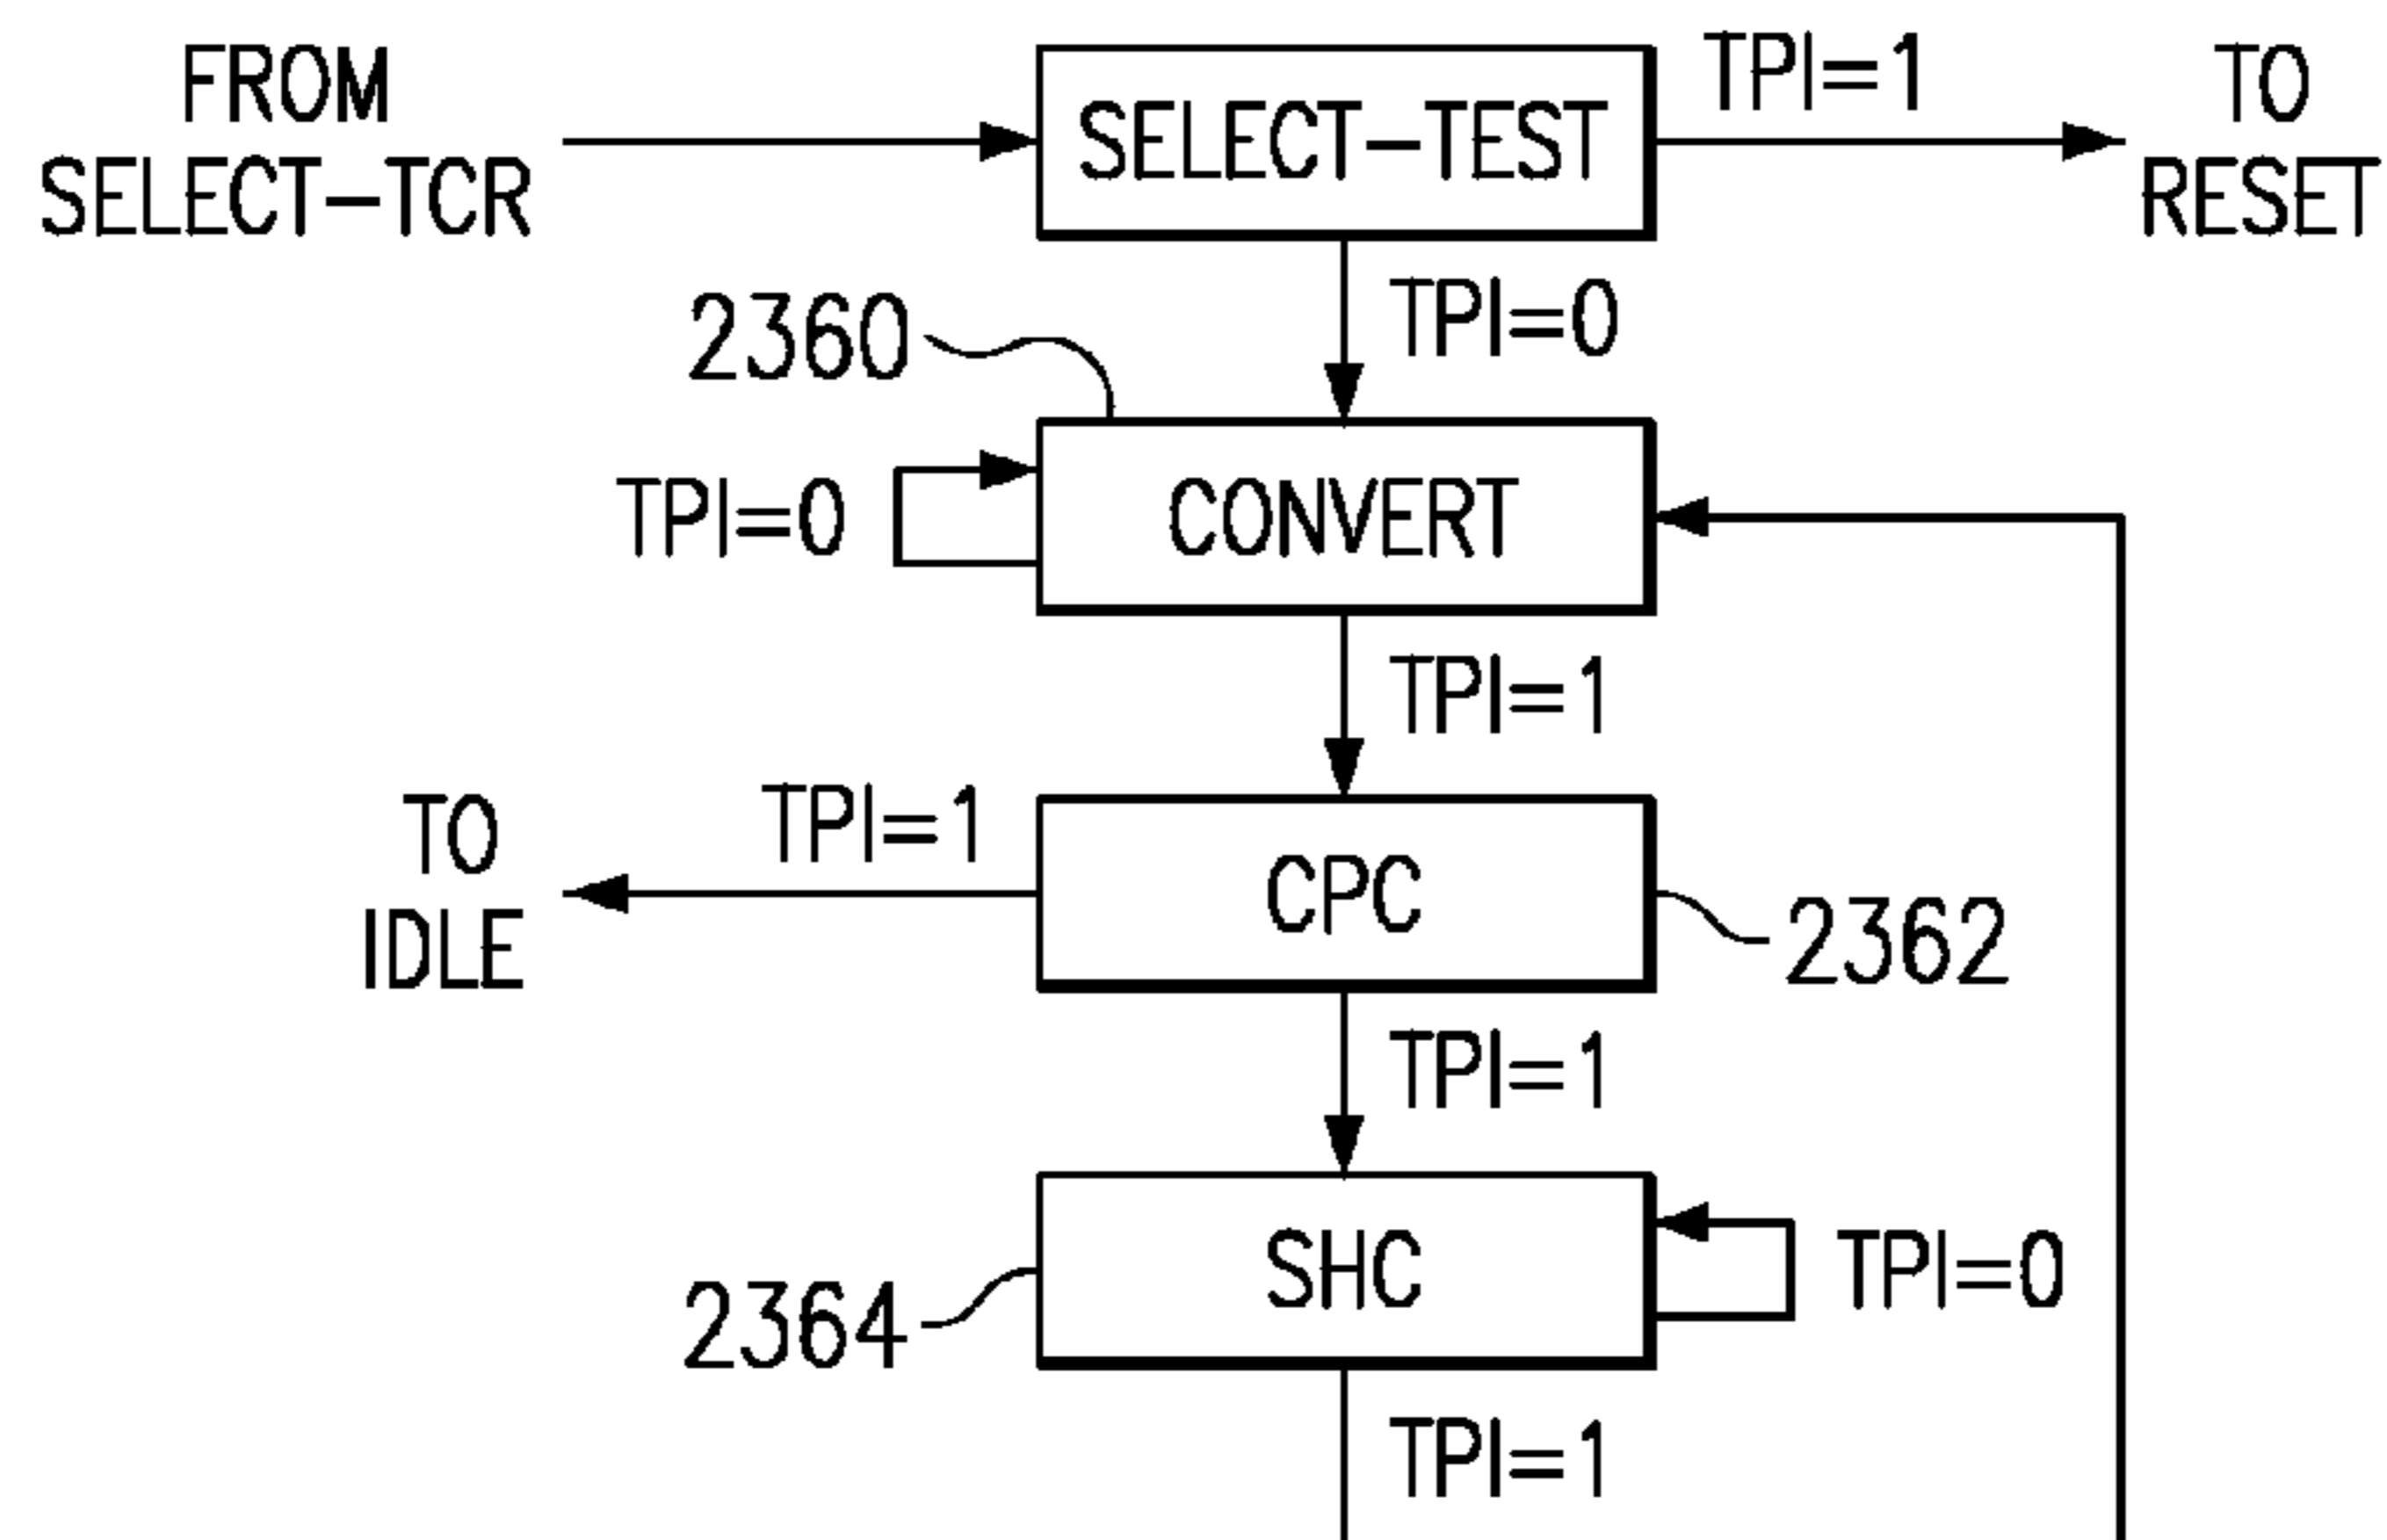 FROM
SELECT-TCR
SELECT-TEST
TPI=1
TO
RESET
TPI=0
2360
TPI=0
CONVERT
TPI=1
TO
IDLE
TPI=1
CPC
2362
TPI=1
SHC
TPI=0
2364
TPI=1